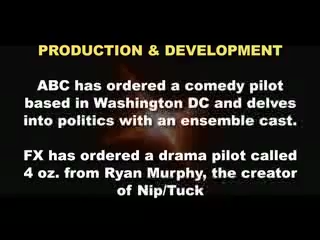 PRODUCTION & DEVELOPMENT
ABC has ordered a comedy pilot
based in Washington DC and delves
into politics with an ensemble cast.
FX has ordered a drama pilot called
4 oz. from Ryan Murphy, the creator
of Nip/Tuck